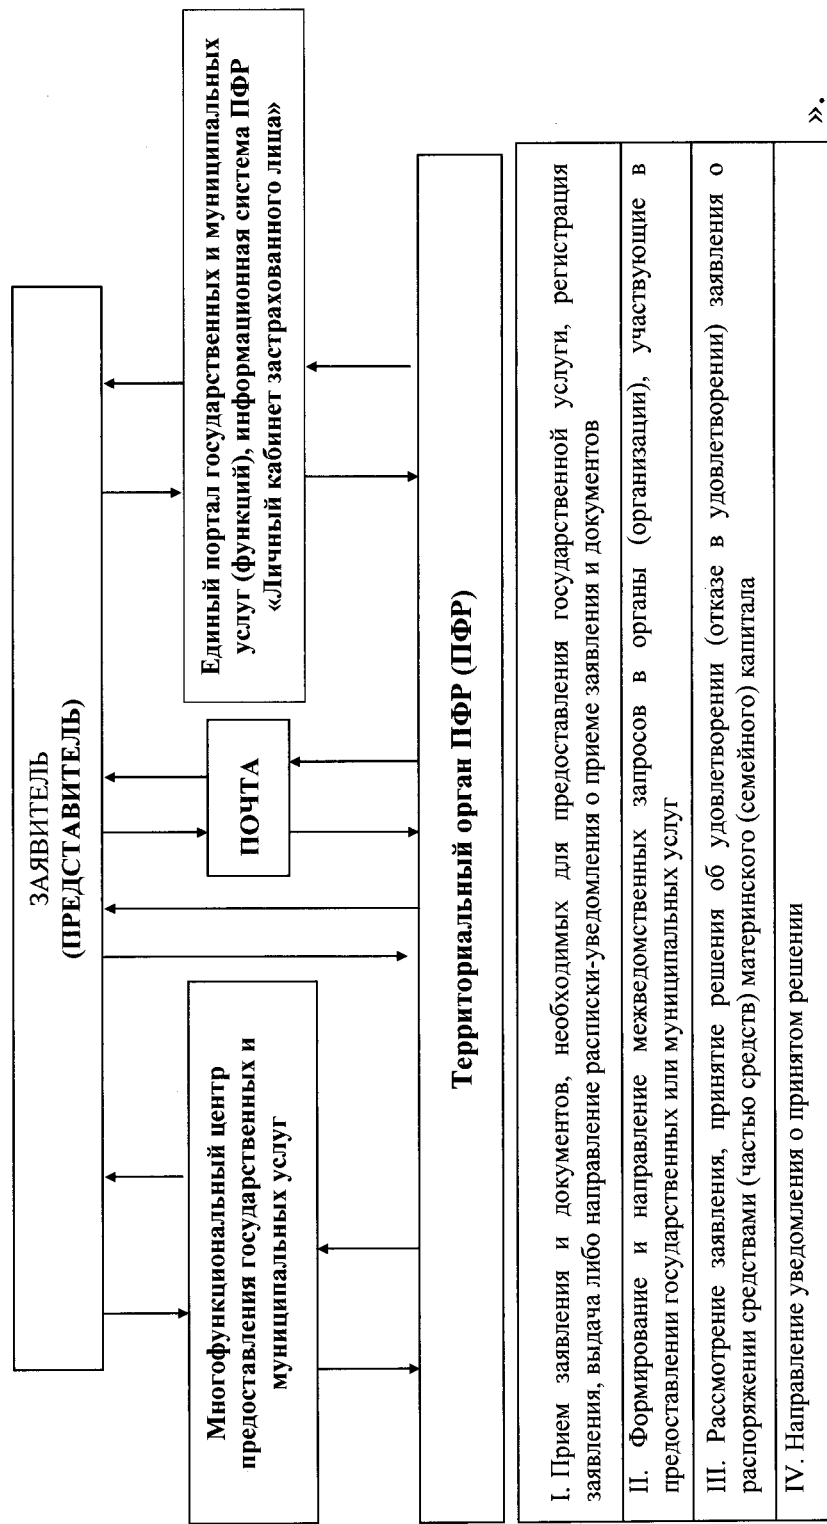 ЗАЯВИТЕЛЬ
(ПРЕДСТАВИТЕЛЬ)
Многофункциональный центр
предоставления государственных и
муниципальных услуг
ПОЧТА
Единый портал государственных и муниципальных
услуг (функций), информационная система ПФР
«Личный кабинет застрахованного лица»
Территориальный орган ПФР (ПФР)
I. Прием заявления и документов, необходимых для предоставления государственной услуги, регистрация
заявления, выдача либо направление расписки-уведомления о приеме заявления и документов
II. Формирование и направление межведомственных запросов в органы (организации), участвующие в
предоставлении государственных или муниципальных услуг
III. Рассмотрение заявления, принятие решения об удовлетворении (отказе в удовлетворении) заявления о
распоряжении средствами (частью средств) материнского (семейного) капитала
IV. Направление уведомления о принятом решении
».